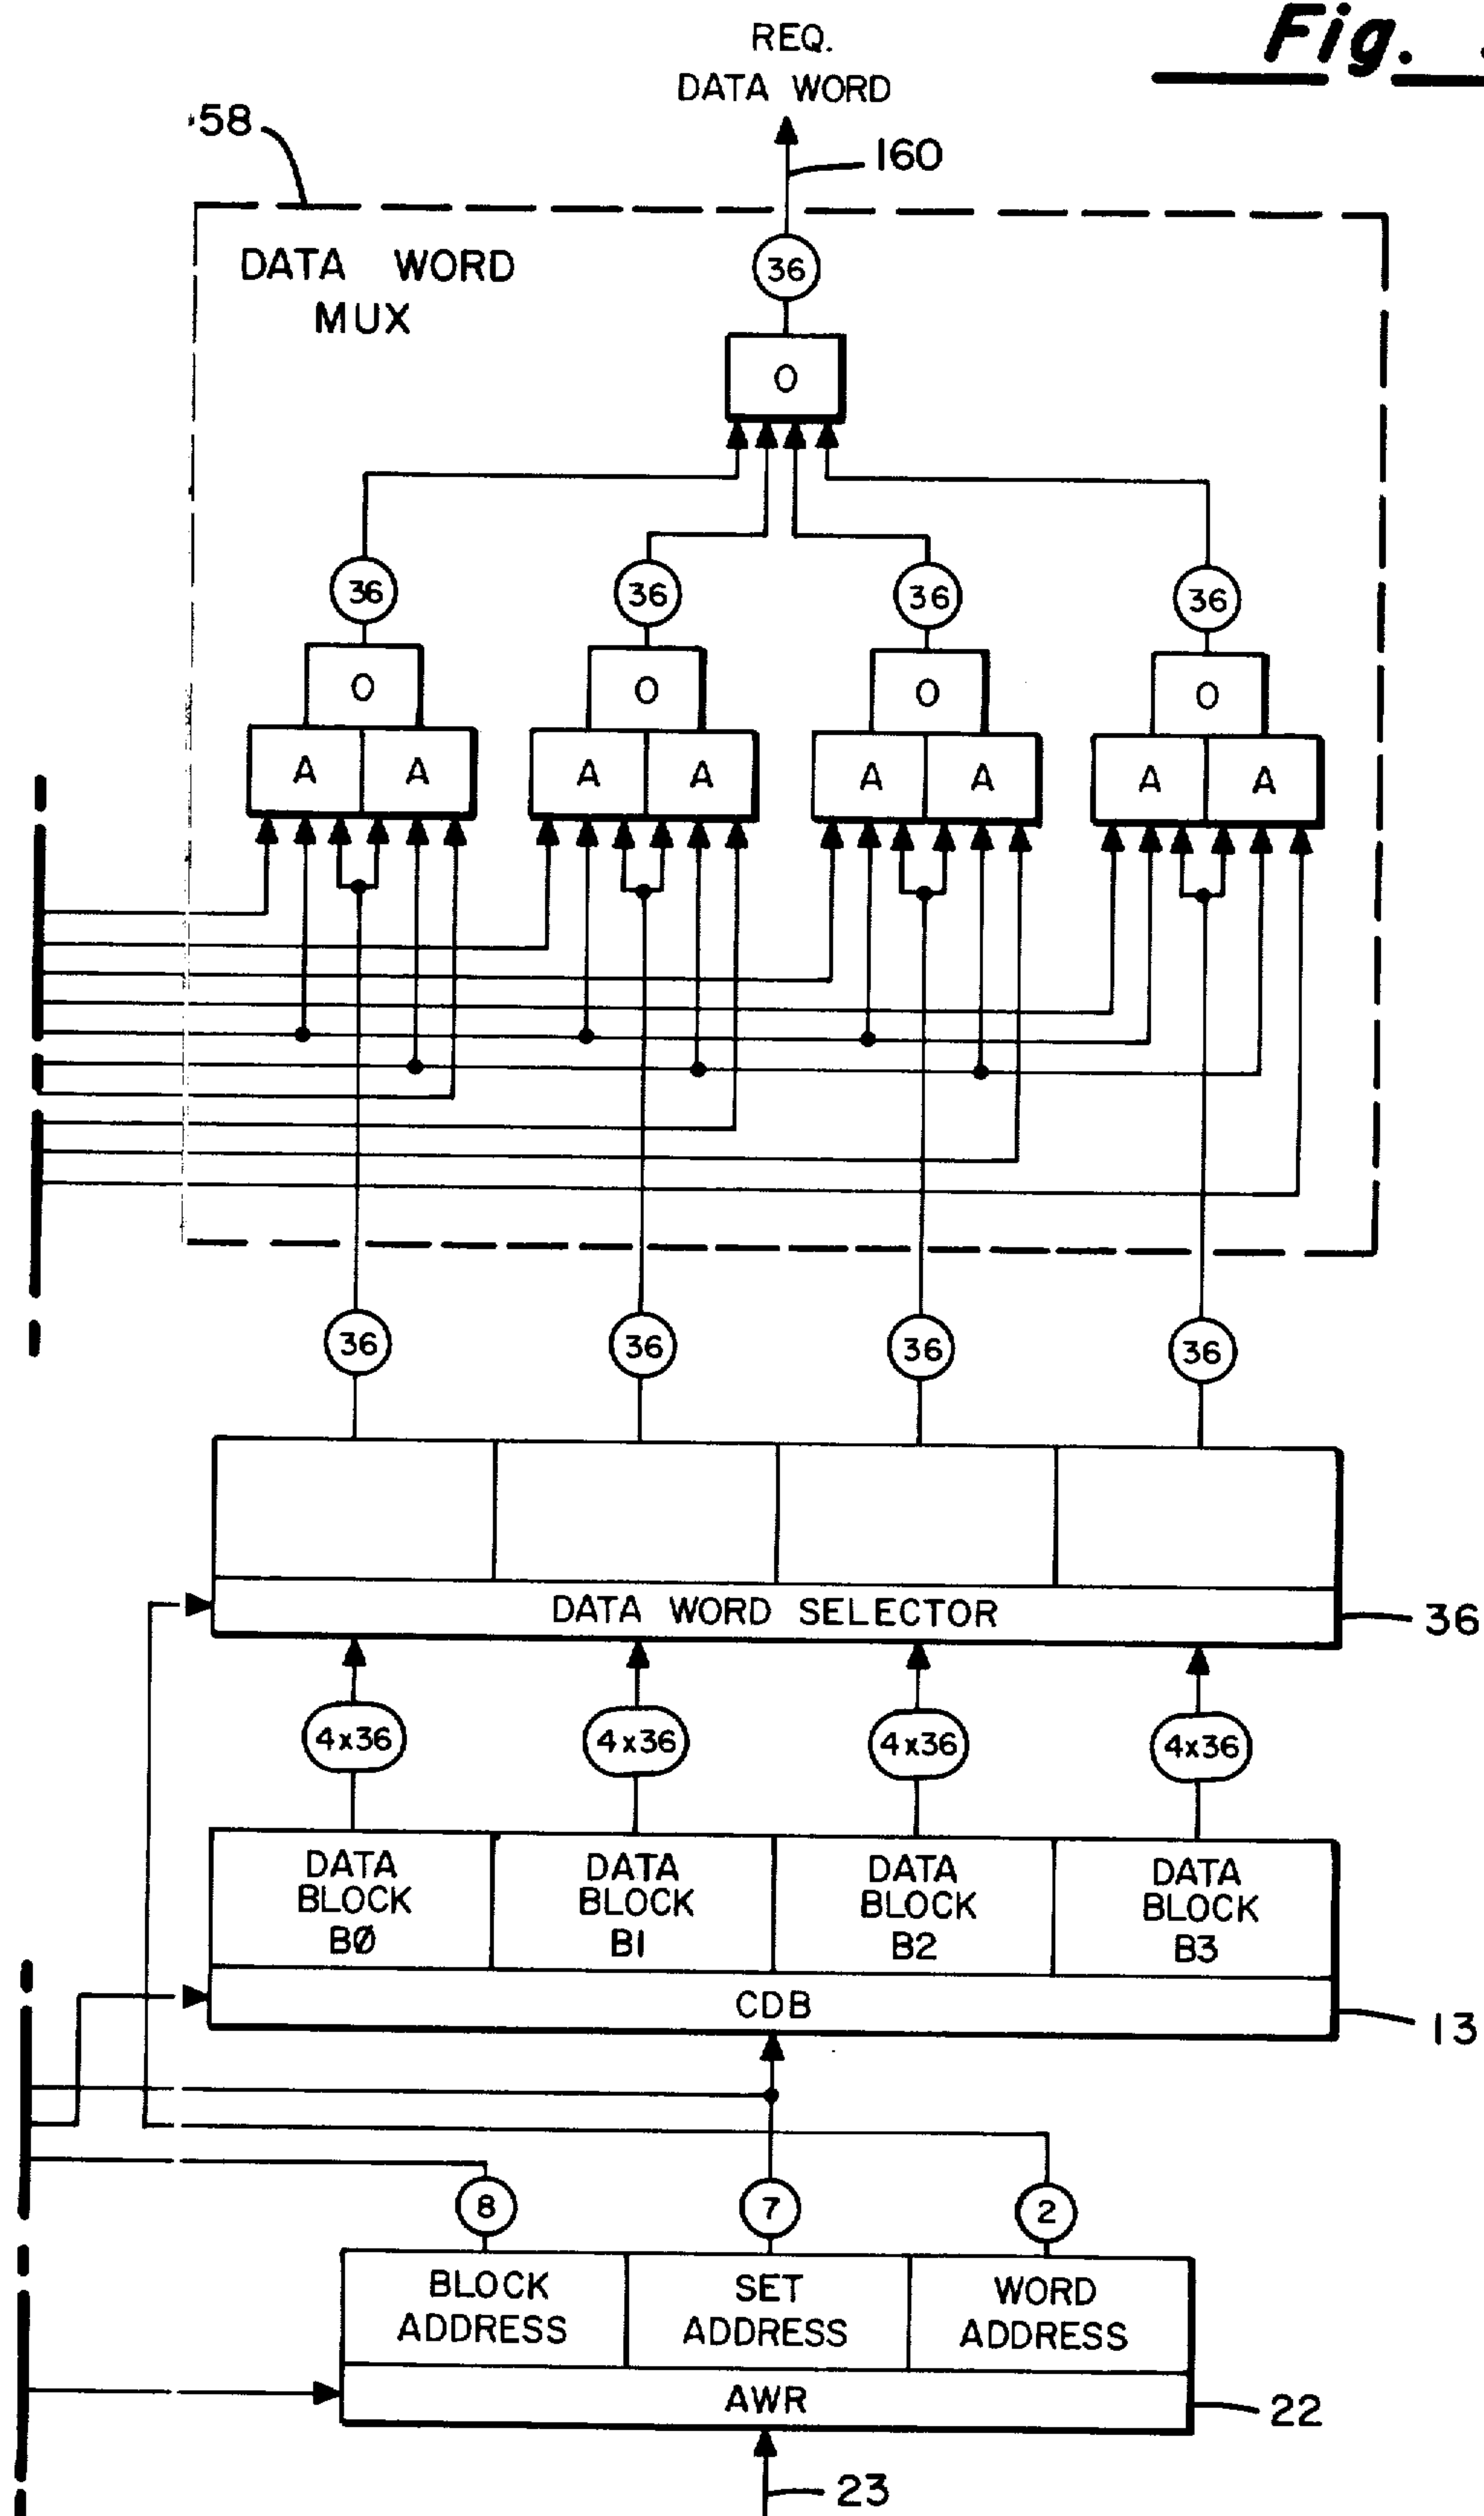 Fig.
REQ.
DATA WORD
58
160
DATA WORD
MUX
36
O
36 36 36 36
O O O O
A A A A A A A A
36 36 36 36
DATA WORD SELECTOR
36
4x36 4x36 4x36 4x36
DATA BLOCK BØ
DATA BLOCK B1
DATA BLOCK B2
DATA BLOCK B3
CDB
13
8 7 2
BLOCK ADDRESS
SET ADDRESS
WORD ADDRESS
AWR
22
23